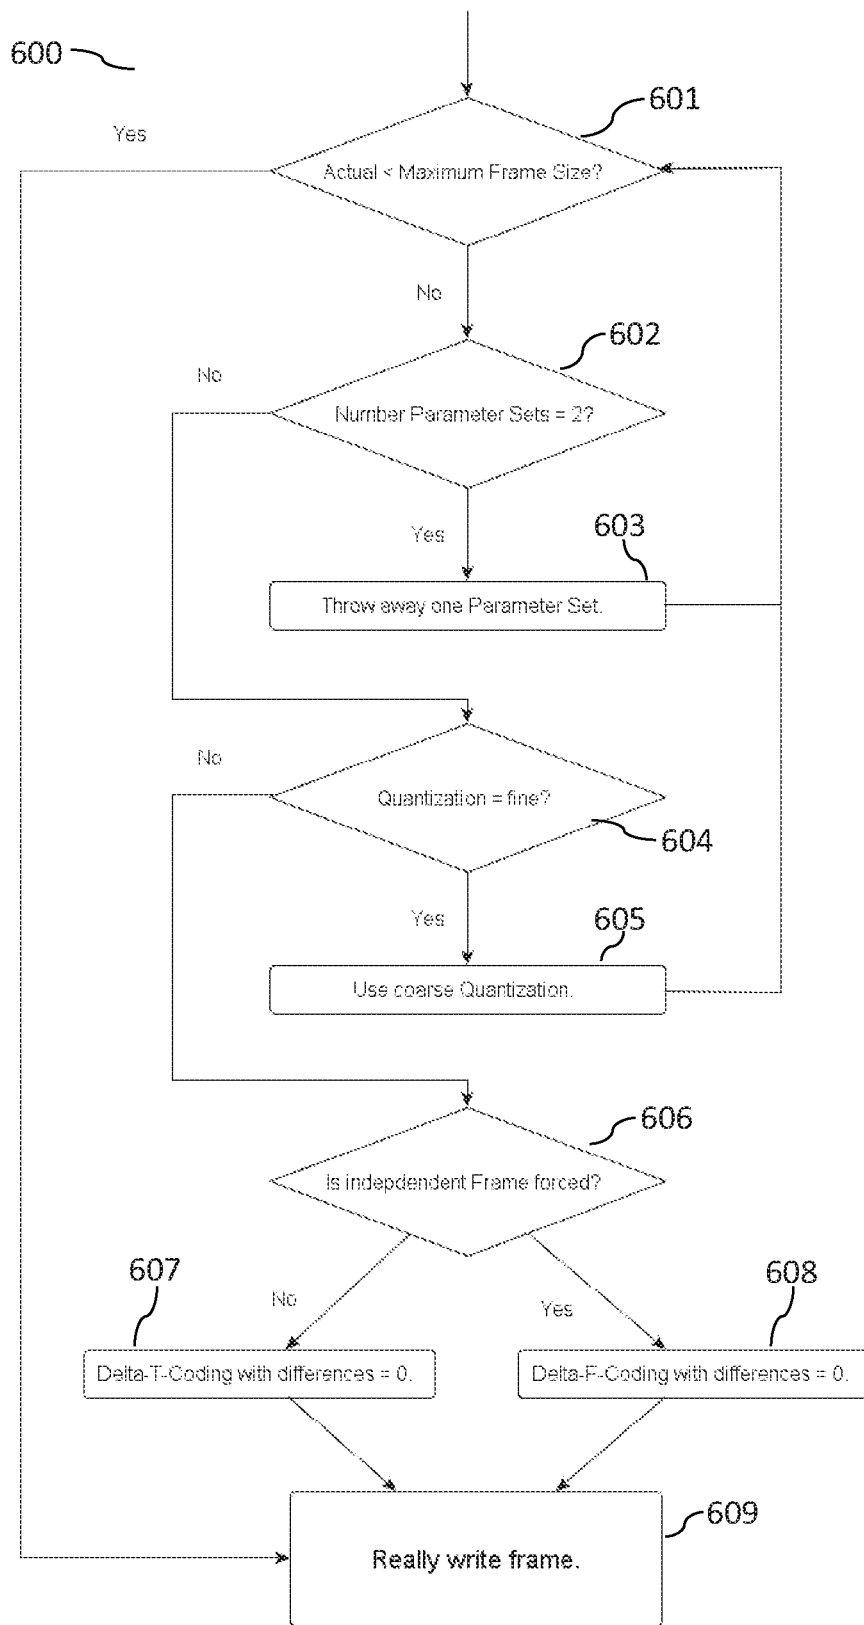 600
601
Yes
Actual < Maximum Frame Size?
No
602
No
Number Parameter Sets = 2?
Yes
603
Throw away one Parameter Set.
No
Quantization = fine?
604
Yes
605
Use coarse Quantization.
606
Is indepdendent Frame forced?
607
608
No
Yes
Delta-T-Coding with differences = 0.
Delta-F-Coding with differences = 0.
609
Really write frame.